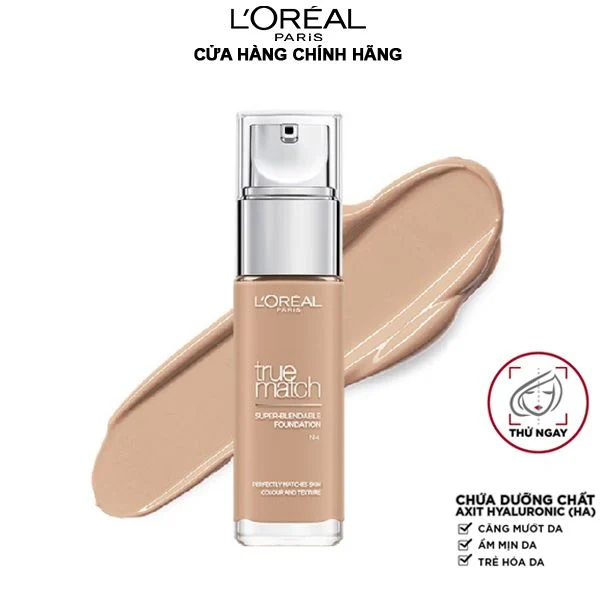 L'ORÉAL
PARIS
CỬA HÀNG CHÍNH HÃNG
L'ORÉAL
PARIS
true
match
SUPER-BLENDABLE
FOUNDATION
N4
PERFECTLY MATCHES SKIN
COLOUR AND TEXTURE
THỬ NGAY
CHỨA DƯỠNG CHẤT
AXIT HYALURONIC (HA)
CĂNG MƯỚT DA
ẨM MỊN DA
TRẺ HÓA DA